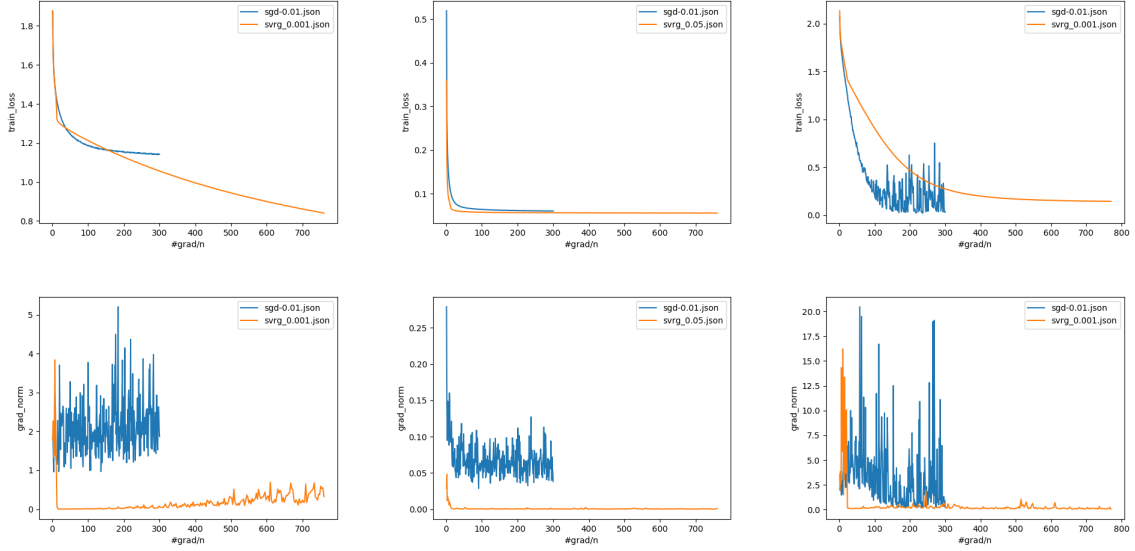 sgd-0.01.json
svrg_0.001.json
train_loss
1.8
1.6
1.4
1.2
1.0
0.8
0 100 200 300 400 500 600 700
#grad/n
sgd-0.01.json
svrg_0.05.json
train_loss
0.5
0.4
0.3
0.2
0.1
0 100 200 300 400 500 600 700
#grad/n
sgd-0.01.json
svrg_0.001.json
train_loss
2.0
1.5
1.0
0.5
0.0
0 100 200 300 400 500 600 700 800
#grad/n
sgd-0.01.json
svrg_0.001.json
grad_norm
5
4
3
2
1
0
0 100 200 300 400 500 600 700
#grad/n
sgd-0.01.json
svrg_0.05.json
grad_norm
0.25
0.20
0.15
0.10
0.05
0.00
0 100 200 300 400 500 600 700
#grad/n
sgd-0.01.json
svrg_0.001.json
grad_norm
20.0
17.5
15.0
12.5
10.0
7.5
5.0
2.5
0.0
0 100 200 300 400 500 600 700 800
#grad/n